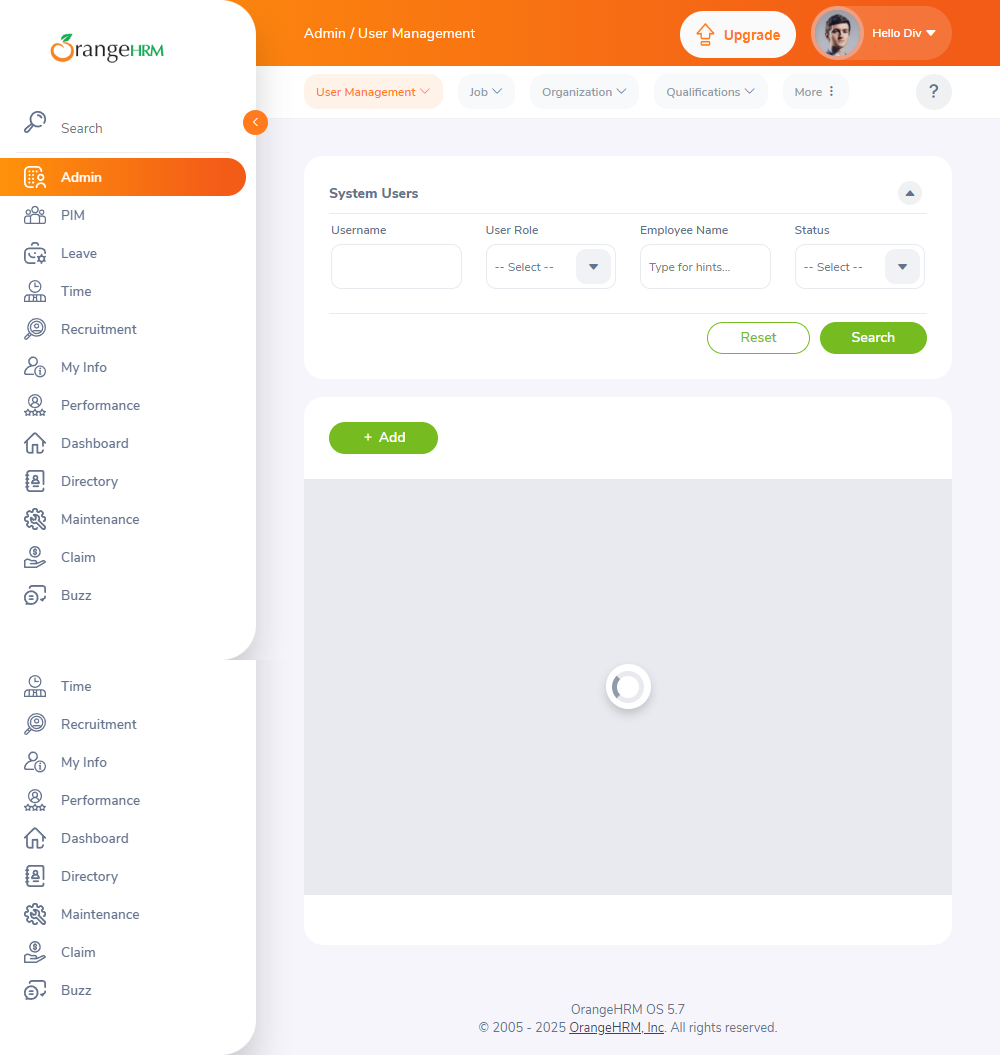 OrangeHRM
Search
Admin
PIM
Leave
Time
Recruitment
My Info
Performance
Dashboard
Directory
Maintenance
Claim
Buzz
Time
Recruitment
My Info
Performance
Dashboard
Directory
Maintenance
Claim
Buzz
Admin / User Management
Upgrade
Hello Div
User Management
Job
Organization
Qualifications
More
?
System Users
Username
User Role
Employee Name
Status
-- Select --
Type for hints...
-- Select --
Reset
Search
+ Add
OrangeHRM OS 5.7
© 2005 - 2025 OrangeHRM, Inc. All rights reserved.